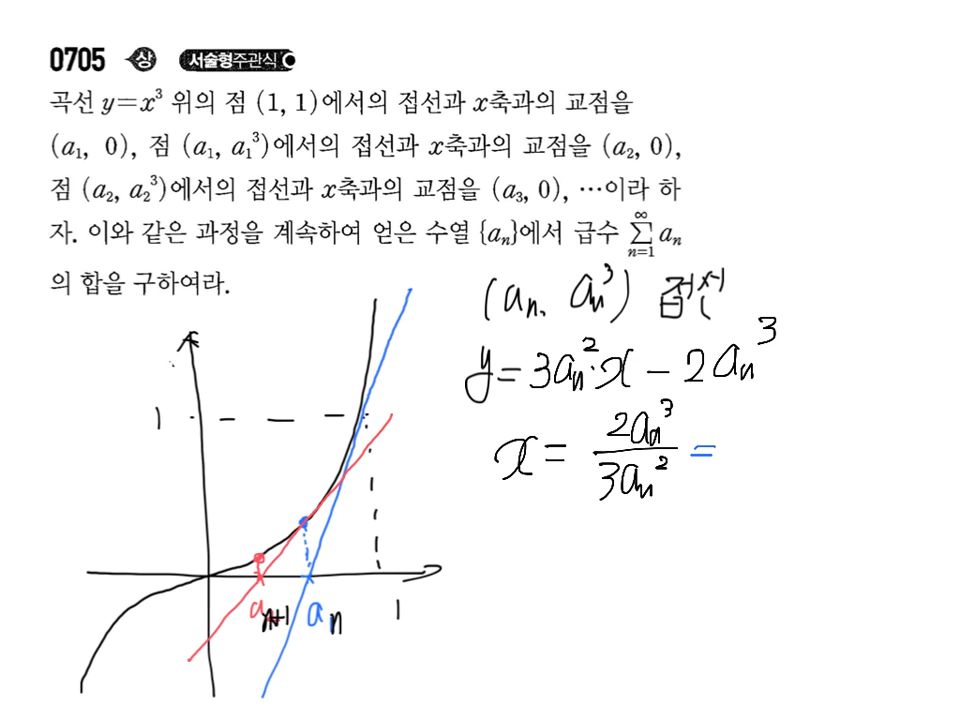 0705 상 서술형주관식
곡선 y=x³ 위의 점 (1, 1)에서의 접선과 x축과의 교점을
(a₁, 0), 점 (a₁, a₁³)에서의 접선과 x축과의 교점을 (a₂, 0),
점 (a₂, a₂³)에서의 접선과 x축과의 교점을 (a₃, 0), …이라 하
자. 이와 같은 과정을 계속하여 얻은 수열 {aₙ}에서 급수 ∑_{n=1}^{∞} aₙ
의 합을 구하여라.
(aₙ, aₙ³) 접선
y=3aₙ²·x − 2aₙ³
x = 2aₙ³/3aₙ² =
1
aₙ₊₁ aₙ 1